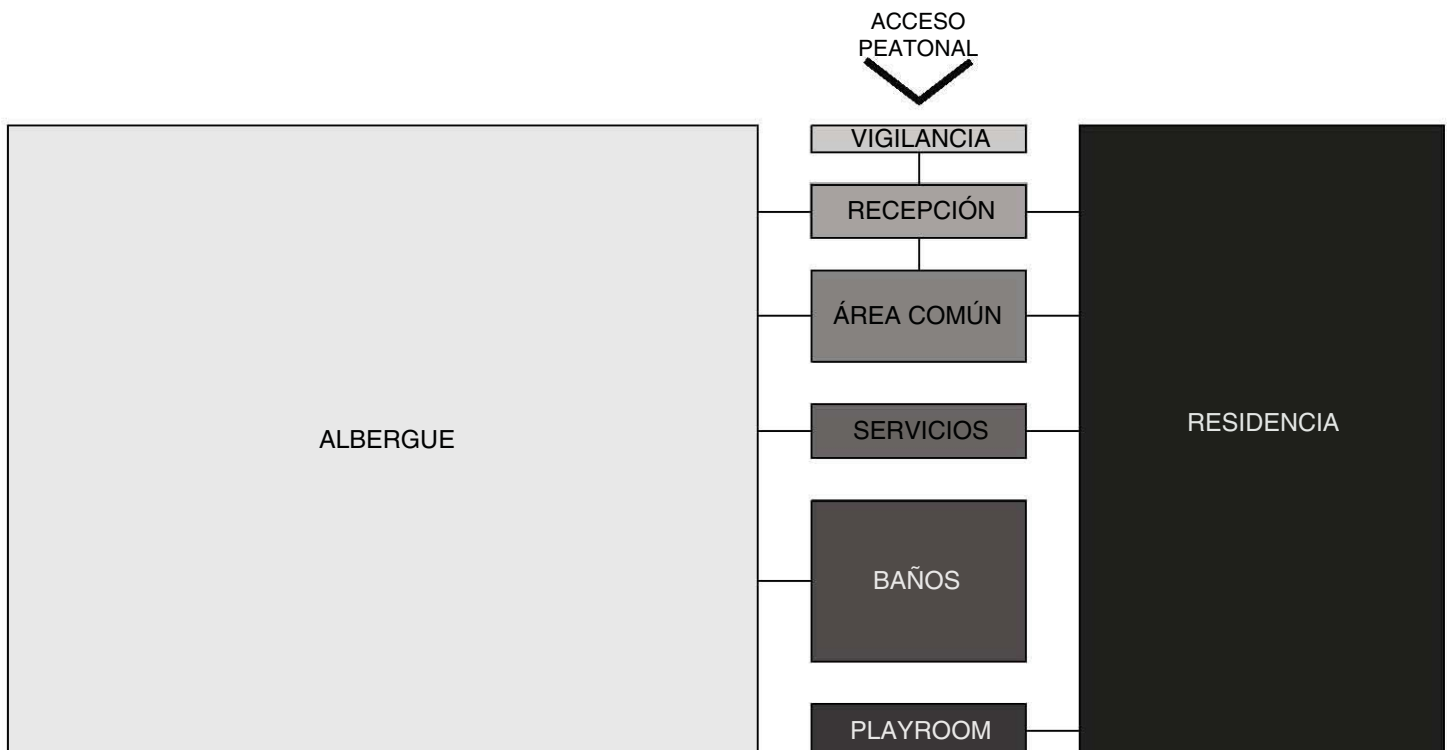 ACCESO
PEATONAL
VIGILANCIA
RECEPCIÓN
ÁREA COMÚN
ALBERGUE
SERVICIOS
RESIDENCIA
BAÑOS
PLAYROOM